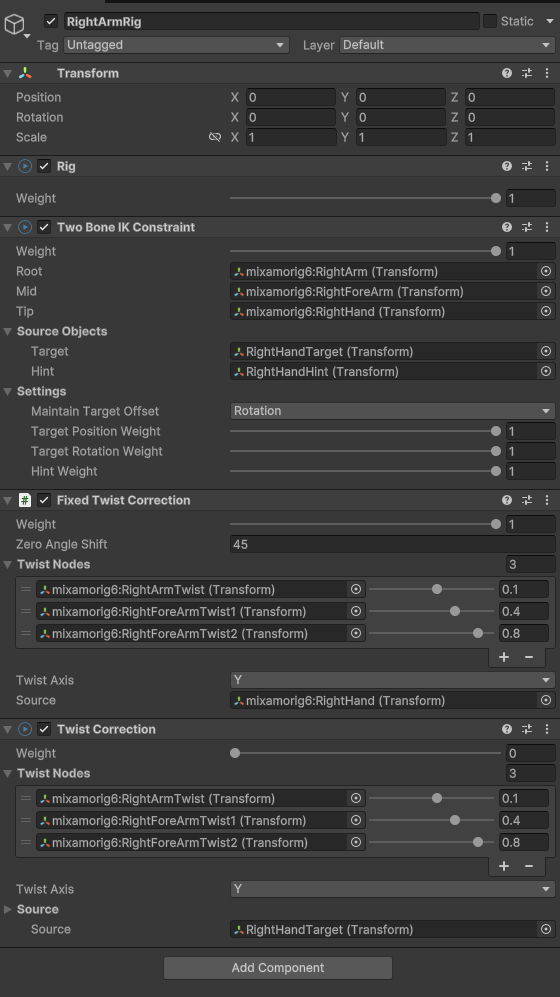 RightArmRig Static
Tag Untagged Layer Default
Transform
Position X 0 Y 0 Z 0
Rotation X 0 Y 0 Z 0
Scale X 1 Y 1 Z 1
Rig
Weight 1
Two Bone IK Constraint
Weight 1
Root mixamorig6:RightArm (Transform)
Mid mixamorig6:RightForeArm (Transform)
Tip mixamorig6:RightHand (Transform)
Source Objects
Target RightHandTarget (Transform)
Hint RightHandHint (Transform)
Settings
Maintain Target Offset Rotation
Target Position Weight 1
Target Rotation Weight 1
Hint Weight 1
# Fixed Twist Correction
Weight 1
Zero Angle Shift 45
Twist Nodes 3
mixamorig6:RightArmTwist (Transform) 0.1
mixamorig6:RightForeArmTwist1 (Transform) 0.4
mixamorig6:RightForeArmTwist2 (Transform) 0.8
+ −
Twist Axis Y
Source mixamorig6:RightHand (Transform)
Twist Correction
Weight 0
Twist Nodes 3
mixamorig6:RightArmTwist (Transform) 0.1
mixamorig6:RightForeArmTwist1 (Transform) 0.4
mixamorig6:RightForeArmTwist2 (Transform) 0.8
+ −
Twist Axis Y
Source
Source RightHandTarget (Transform)
Add Component